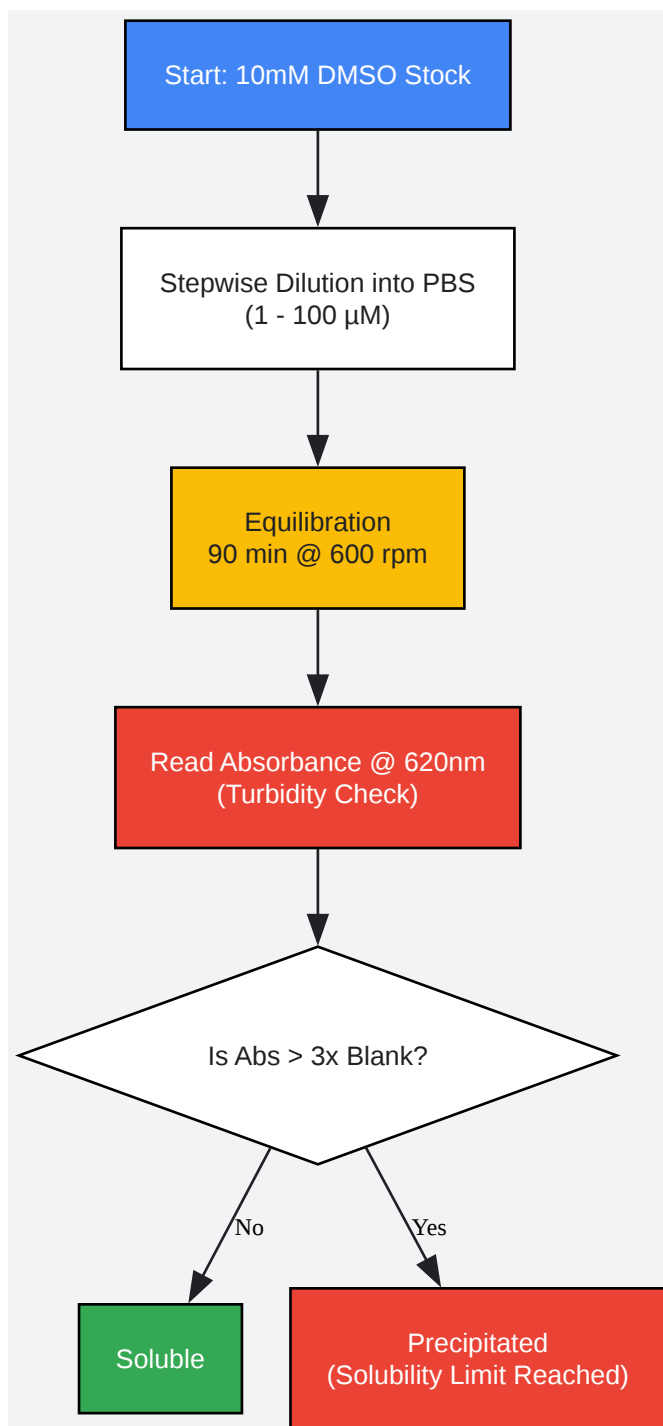 Start: 10mM DMSO Stock
Stepwise Dilution into PBS
(1 - 100 µM)
Equilibration
90 min @ 600 rpm
Read Absorbance @ 620nm
(Turbidity Check)
Is Abs > 3x Blank?
No
Yes
Soluble
Precipitated
(Solubility Limit Reached)